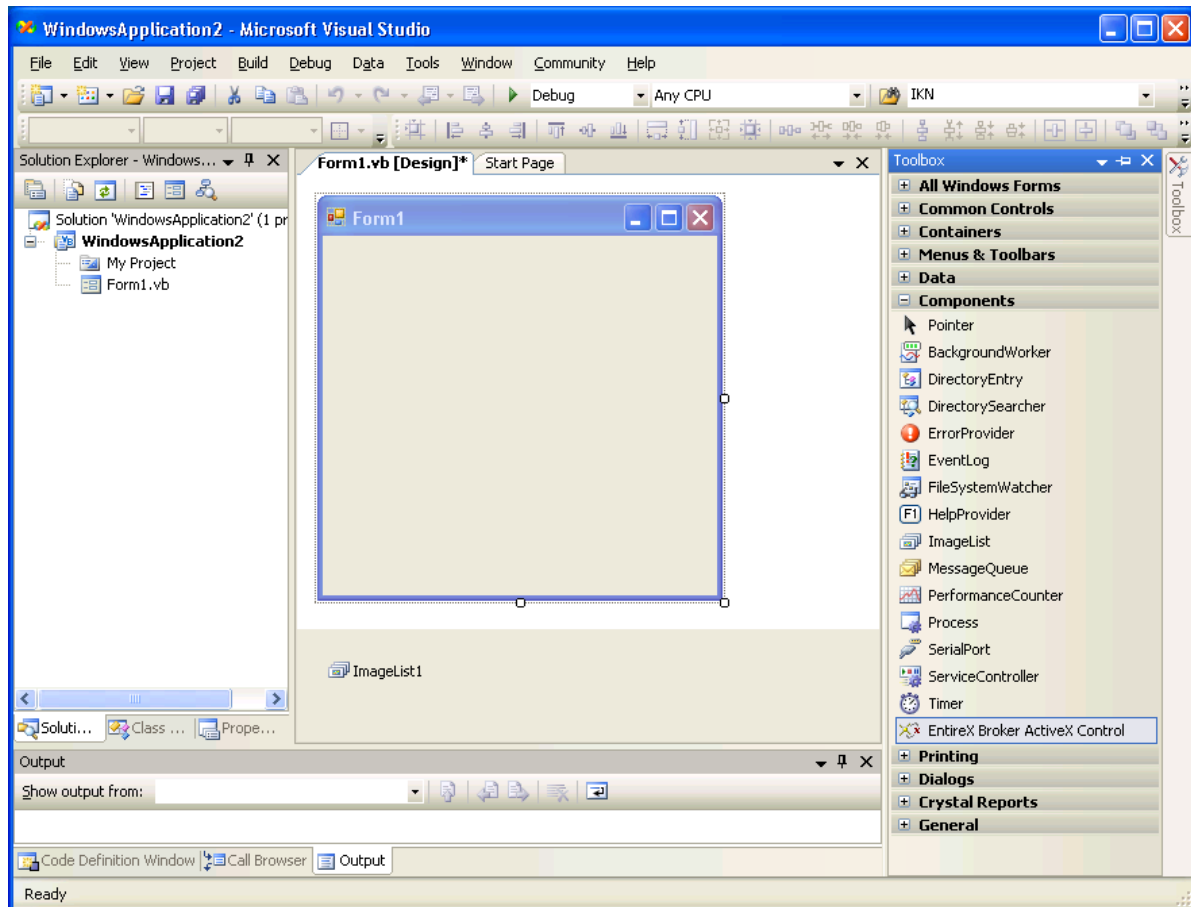 WindowsApplication2 - Microsoft Visual Studio
File Edit View Project Build Debug Data Tools Window Community Help
Debug Any CPU IKN
Solution Explorer - Windows...
Solution 'WindowsApplication2' (1 pr
WindowsApplication2
My Project
Form1.vb
Soluti... Class ... Prope...
Form1.vb [Design]* Start Page
Form1
ImageList1
Toolbox
All Windows Forms
Common Controls
Containers
Menus & Toolbars
Data
Components
Pointer
BackgroundWorker
DirectoryEntry
DirectorySearcher
ErrorProvider
EventLog
FileSystemWatcher
F1 HelpProvider
ImageList
MessageQueue
PerformanceCounter
Process
SerialPort
ServiceController
Timer
EntireX Broker ActiveX Control
Printing
Dialogs
Crystal Reports
General
Toolbox
Output
Show output from:
Code Definition Window Call Browser Output
Ready